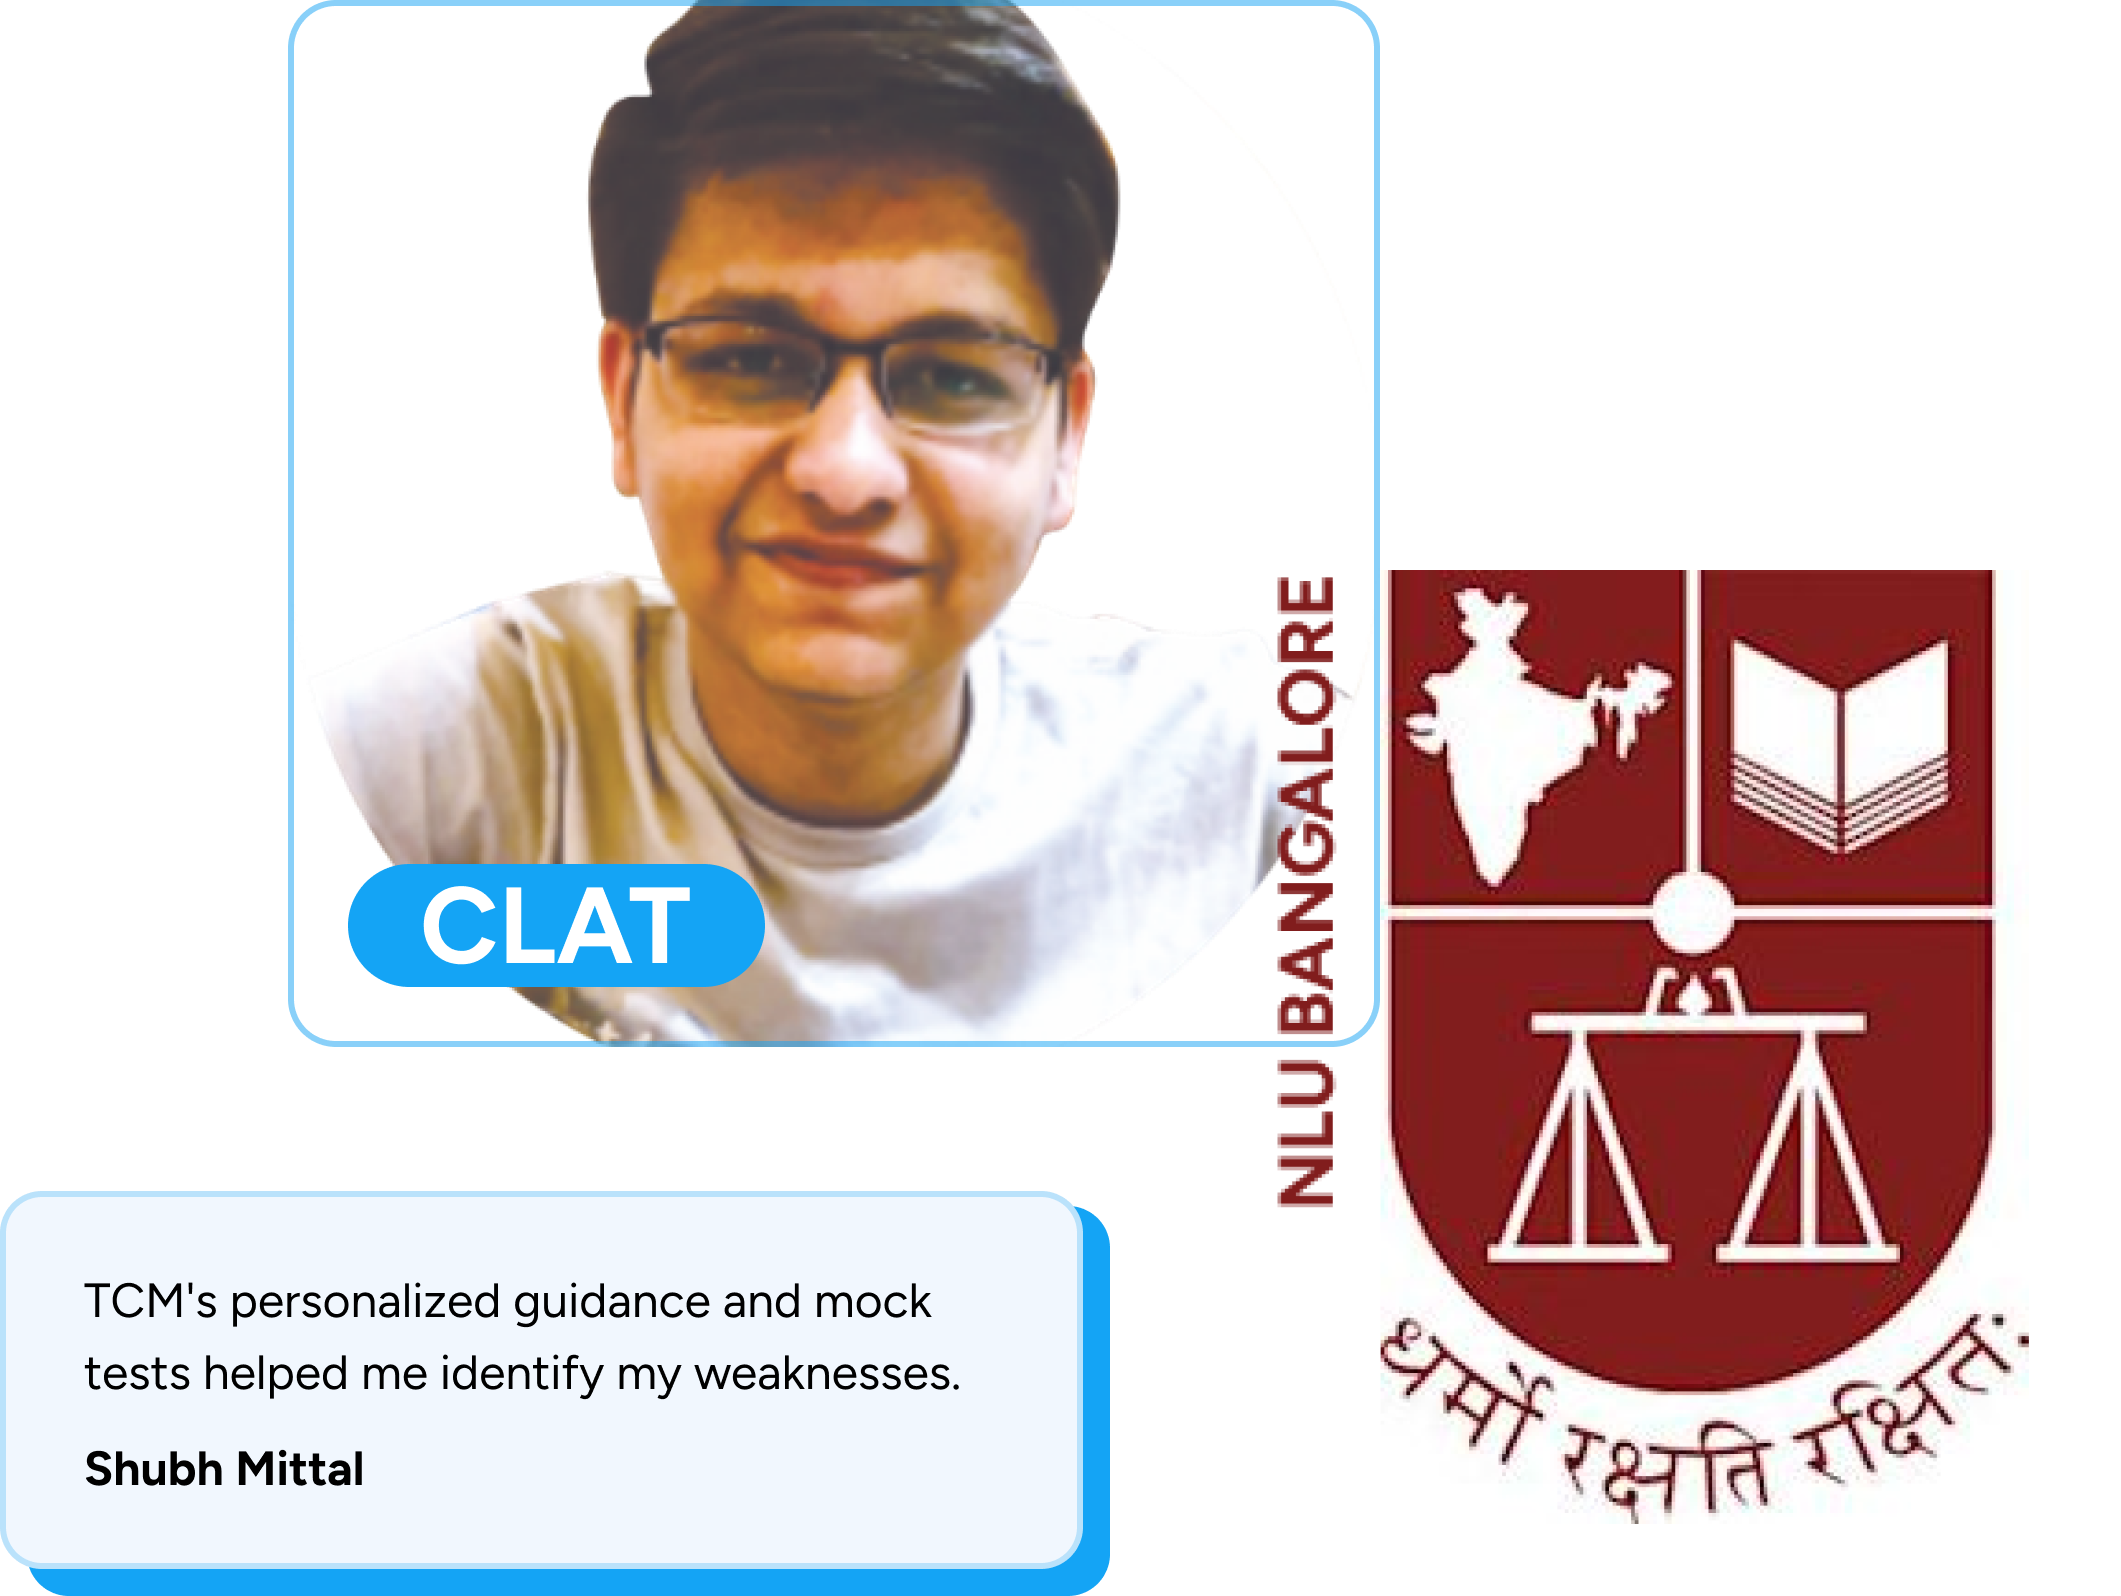 CLAT
NLU BANGALORE
धर्मो रक्षति रक्षितः
TCM's personalized guidance and mock
tests helped me identify my weaknesses.
Shubh Mittal